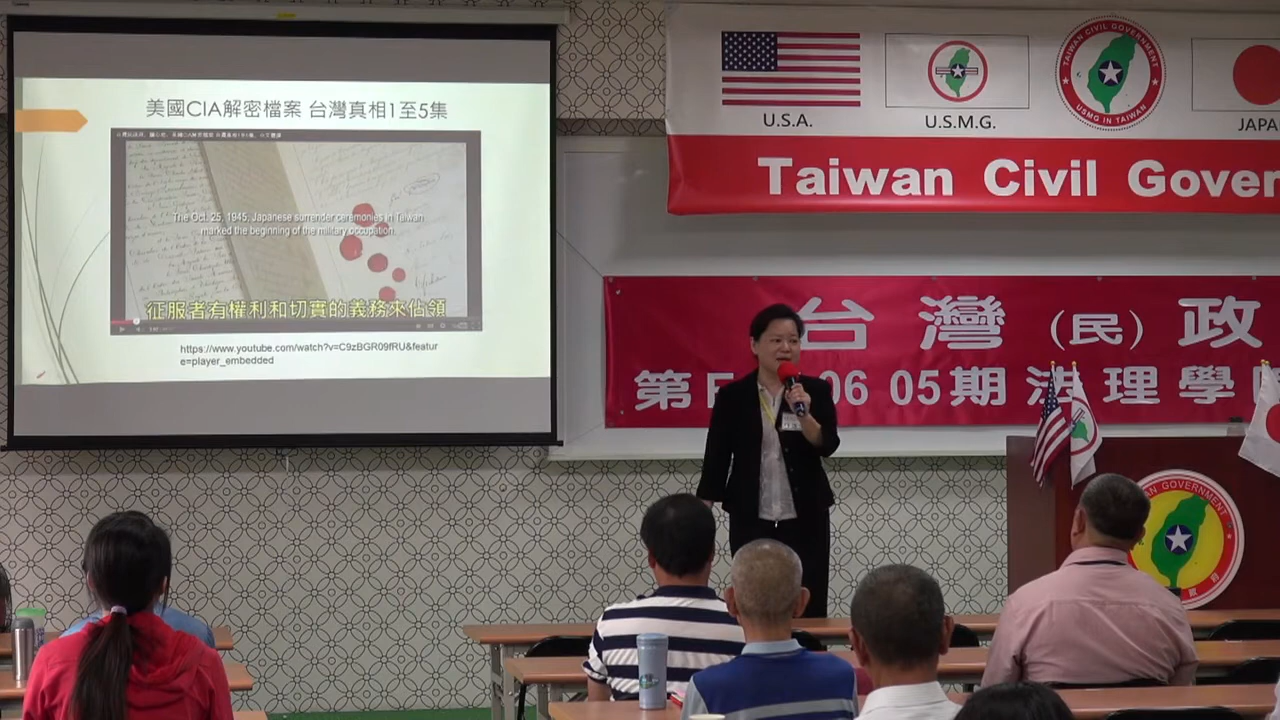 美國CIA解密檔案 台灣真相1至5集
The Oct. 25, 1945, Japanese surrender ceremonies in Taiwan
marked the beginning of the military occupation.
征服者有權利和切實的義務來佔領
https://www.youtube.com/watch?v=C9zBGR09fRU&featur
e=player_embedded
U.S.A.
U.S.M.G.
TAIWAN CIVIL GOVERNMENT
USMG IN TAIWAN
JAPA
Taiwan Civil Gover
台灣(民)政
06 05期法理學
GOVERNMENT